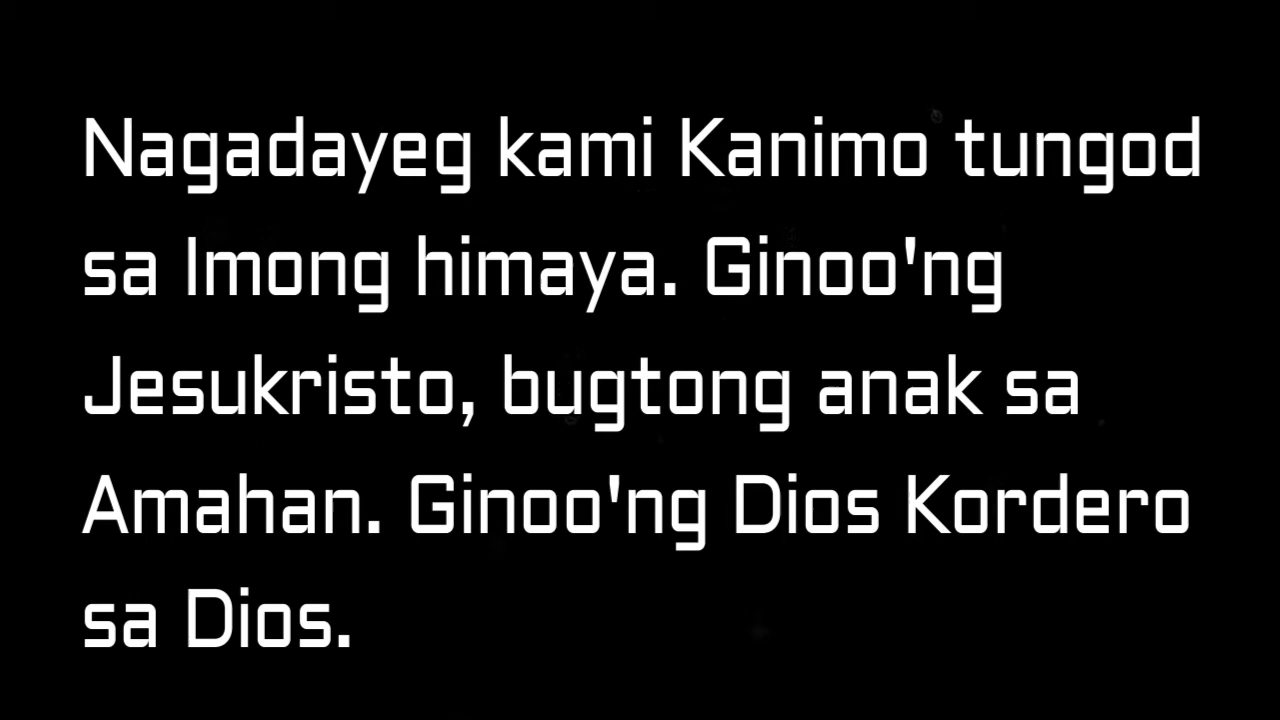 Nagadayeg kami Kanimo tungod
sa Imong himaya. Ginoo'ng
Jesukristo, bugtong anak sa
Amahan. Ginoo'ng Dios Kordero
sa Dios.